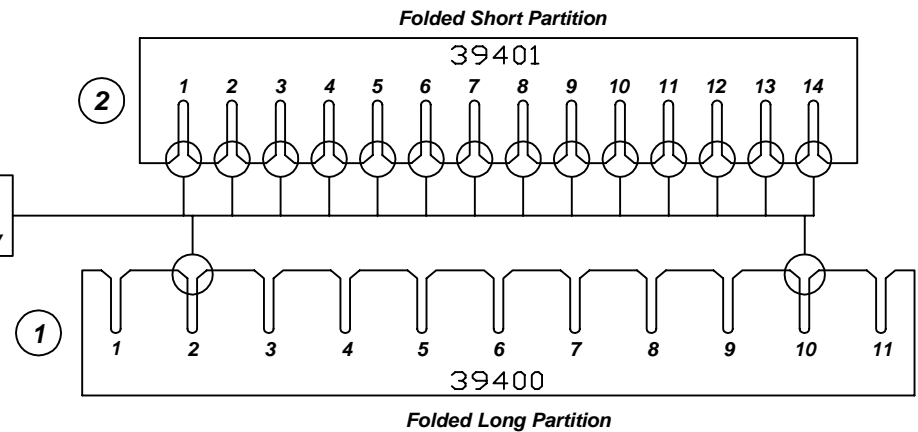 Folded Short Partition
39401
2
1 2 3 4 5 6 7 8 9 10 11 12 13 14
1
1 2 3 4 5 6 7 8 9 10 11
39400
Folded Long Partition